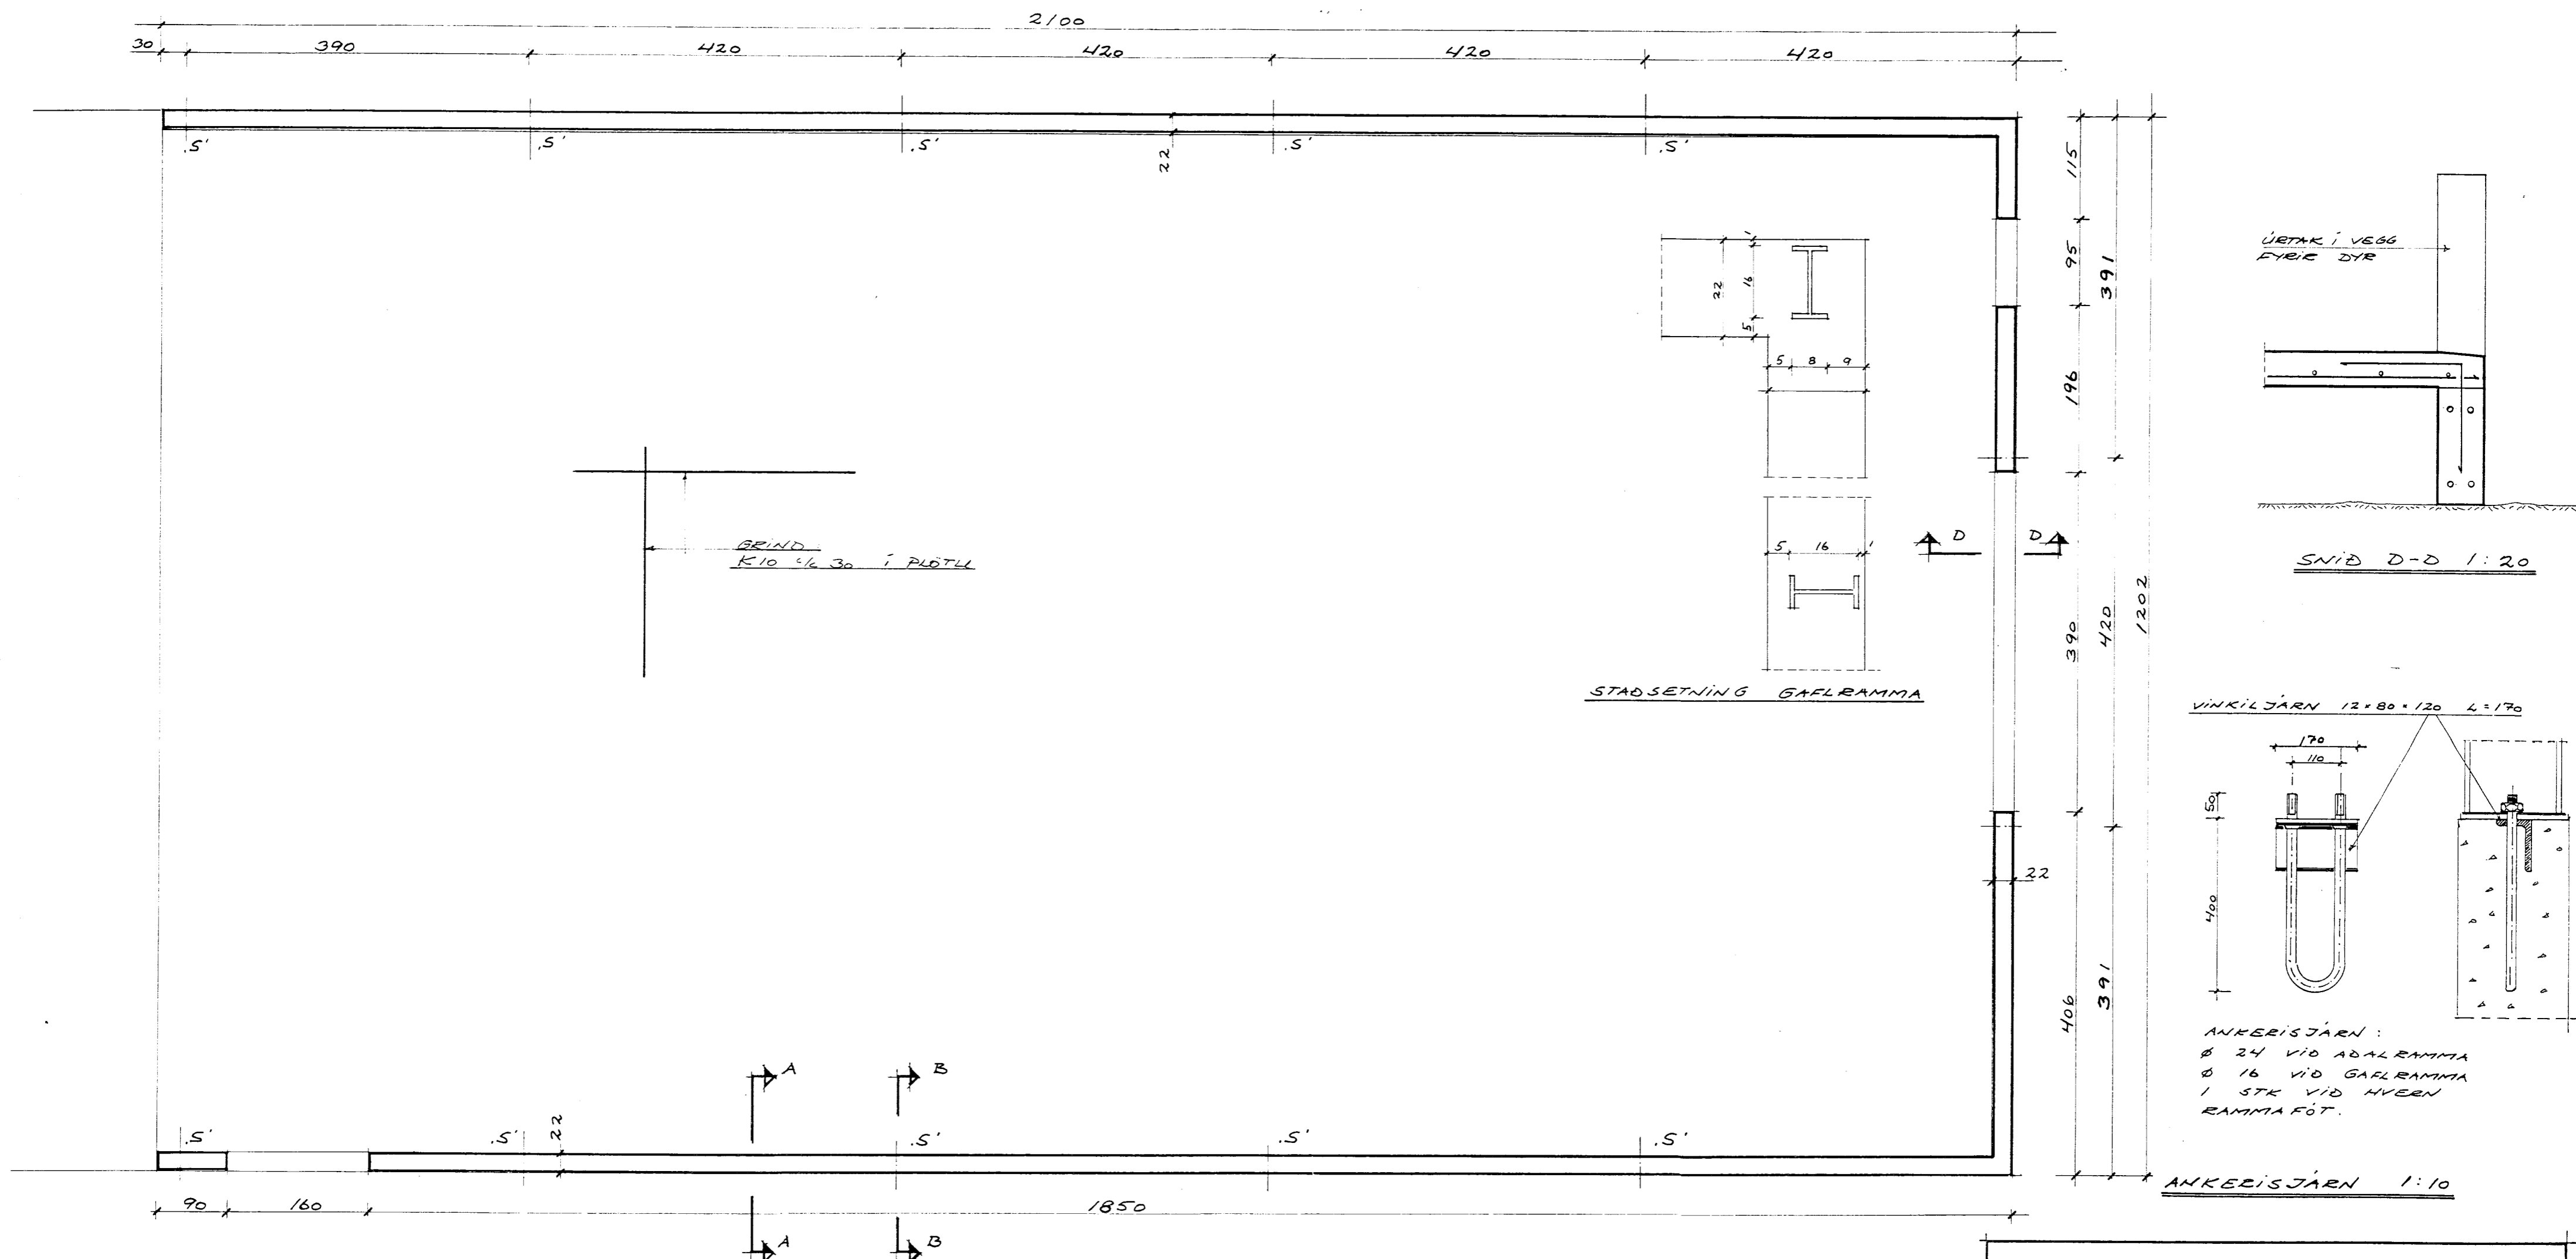 2100
30 390 420 420 420 420
.S' .S' .S' .S' .S'
22
115
95
196
390
406
391
420
391
1202
22
1
16
5
5 8 9
5 16 1
STAÐSETNING GAFLRAMMA
GRIND
K10 c/c 30 Í PLÖTU
D D
22
ÚRTAK Í VEGG
FYRIR DYR
SNIÐ D-D 1:20
VINKILJÁRN 12×80×120 L=170
170
110
50
400
ANKERISJÁRN :
Ø 24 VIÐ AÐALRAMMA
Ø 16 VIÐ GAFLRAMMA
1 STK VIÐ HVERN
RAMMAFÓT.
ANKERISJÁRN 1:10
A B
.S' .S' 22 .S' .S' .S'
90 160 1850
A B